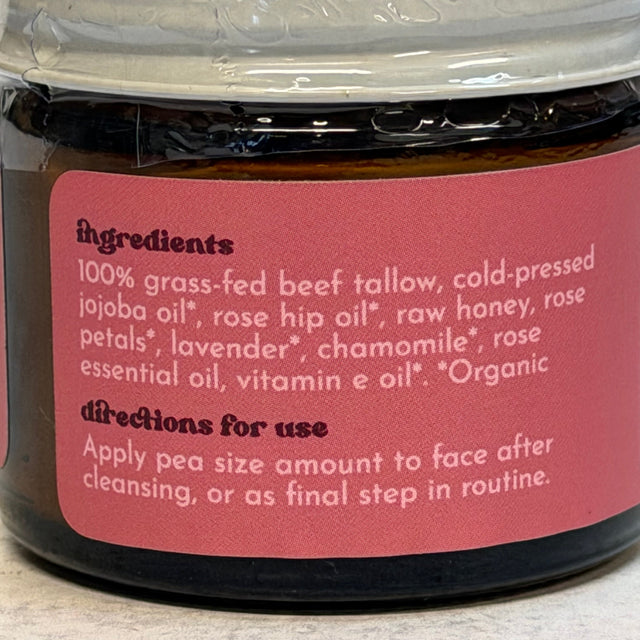 ingredients
100% grass-fed beef tallow, cold-pressed
jojoba oil*, rose hip oil*, raw honey, rose
petals*, lavender*, chamomile*, rose
essential oil, vitamin e oil*. *Organic
directions for use
Apply pea size amount to face after
cleansing, or as final step in routine.